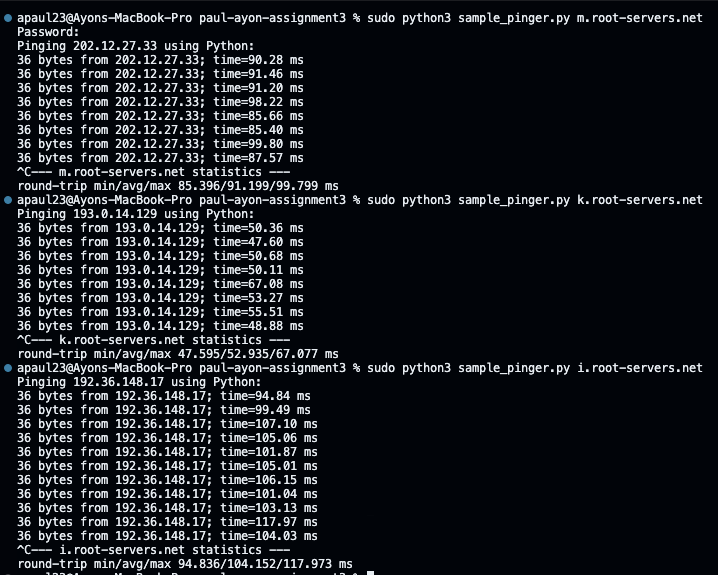 apaul23@Ayons-MacBook-Pro paul-ayon-assignment3 % sudo python3 sample_pinger.py m.root-servers.net
Password:
Pinging 202.12.27.33 using Python:
36 bytes from 202.12.27.33; time=90.28 ms
36 bytes from 202.12.27.33; time=91.46 ms
36 bytes from 202.12.27.33; time=91.20 ms
36 bytes from 202.12.27.33; time=98.22 ms
36 bytes from 202.12.27.33; time=85.66 ms
36 bytes from 202.12.27.33; time=85.40 ms
36 bytes from 202.12.27.33; time=99.80 ms
36 bytes from 202.12.27.33; time=87.57 ms
^C--- m.root-servers.net statistics ---
round-trip min/avg/max 85.396/91.199/99.799 ms
apaul23@Ayons-MacBook-Pro paul-ayon-assignment3 % sudo python3 sample_pinger.py k.root-servers.net
Pinging 193.0.14.129 using Python:
36 bytes from 193.0.14.129; time=50.36 ms
36 bytes from 193.0.14.129; time=47.60 ms
36 bytes from 193.0.14.129; time=50.68 ms
36 bytes from 193.0.14.129; time=50.11 ms
36 bytes from 193.0.14.129; time=67.08 ms
36 bytes from 193.0.14.129; time=53.27 ms
36 bytes from 193.0.14.129; time=55.51 ms
36 bytes from 193.0.14.129; time=48.88 ms
^C--- k.root-servers.net statistics ---
round-trip min/avg/max 47.595/52.935/67.077 ms
apaul23@Ayons-MacBook-Pro paul-ayon-assignment3 % sudo python3 sample_pinger.py i.root-servers.net
Pinging 192.36.148.17 using Python:
36 bytes from 192.36.148.17; time=94.84 ms
36 bytes from 192.36.148.17; time=99.49 ms
36 bytes from 192.36.148.17; time=107.10 ms
36 bytes from 192.36.148.17; time=105.06 ms
36 bytes from 192.36.148.17; time=101.87 ms
36 bytes from 192.36.148.17; time=105.01 ms
36 bytes from 192.36.148.17; time=106.15 ms
36 bytes from 192.36.148.17; time=101.04 ms
36 bytes from 192.36.148.17; time=103.13 ms
36 bytes from 192.36.148.17; time=117.97 ms
36 bytes from 192.36.148.17; time=104.03 ms
^C--- i.root-servers.net statistics ---
round-trip min/avg/max 94.836/104.152/117.973 ms